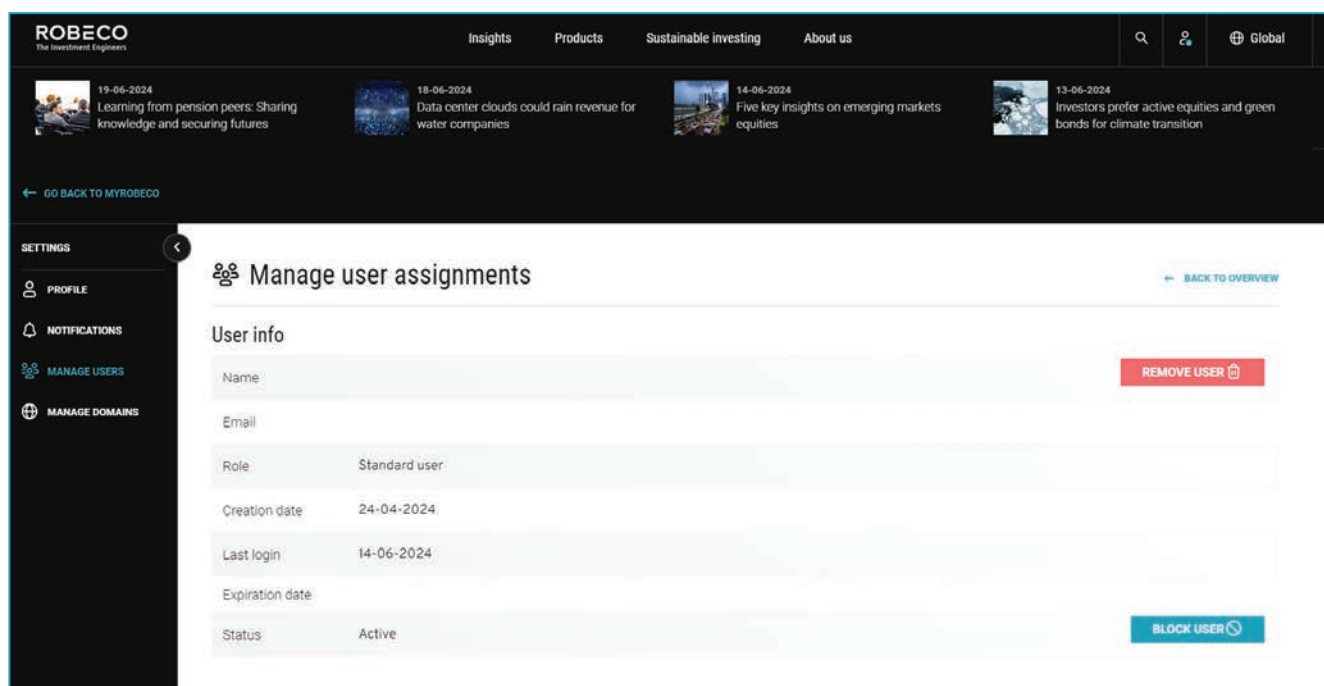 ROBECO
The Investment Engineers
Insights Products Sustainable investing About us
Global
19-06-2024
Learning from pension peers: Sharing
knowledge and securing futures
18-06-2024
Data center clouds could rain revenue for
water companies
14-06-2024
Five key insights on emerging markets
equities
13-06-2024
Investors prefer active equities and green
bonds for climate transition
← GO BACK TO MYROBECO
SETTINGS
PROFILE
NOTIFICATIONS
MANAGE USERS
MANAGE DOMAINS
Manage user assignments
← BACK TO OVERVIEW
User info
Name
REMOVE USER
Email
Role Standard user
Creation date 24-04-2024
Last login 14-06-2024
Expiration date
Status Active
BLOCK USER